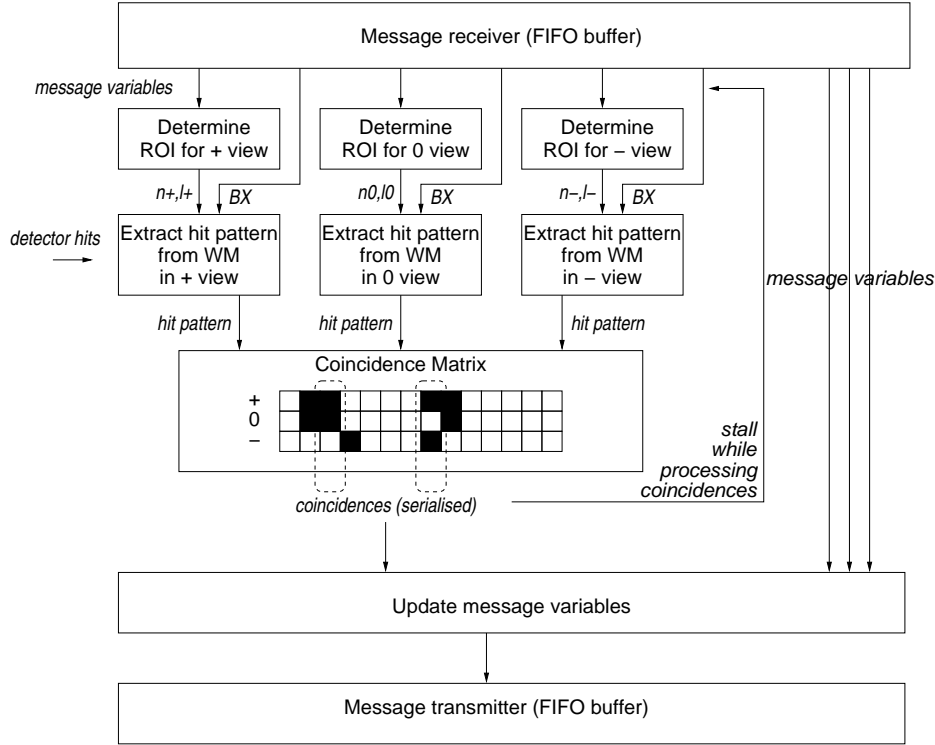 Message receiver (FIFO buffer)
message variables
Determine
ROI for + view
Determine
ROI for 0 view
Determine
ROI for − view
n+,l+
BX
n0,l0
BX
n−,l−
BX
detector hits
Extract hit pattern
from WM
in + view
Extract hit pattern
from WM
in 0 view
Extract hit pattern
from WM
in − view
message variables
hit pattern
hit pattern
hit pattern
Coincidence Matrix
+
0
−
stall
while
processing
coincidences
coincidences (serialised)
Update message variables
Message transmitter (FIFO buffer)